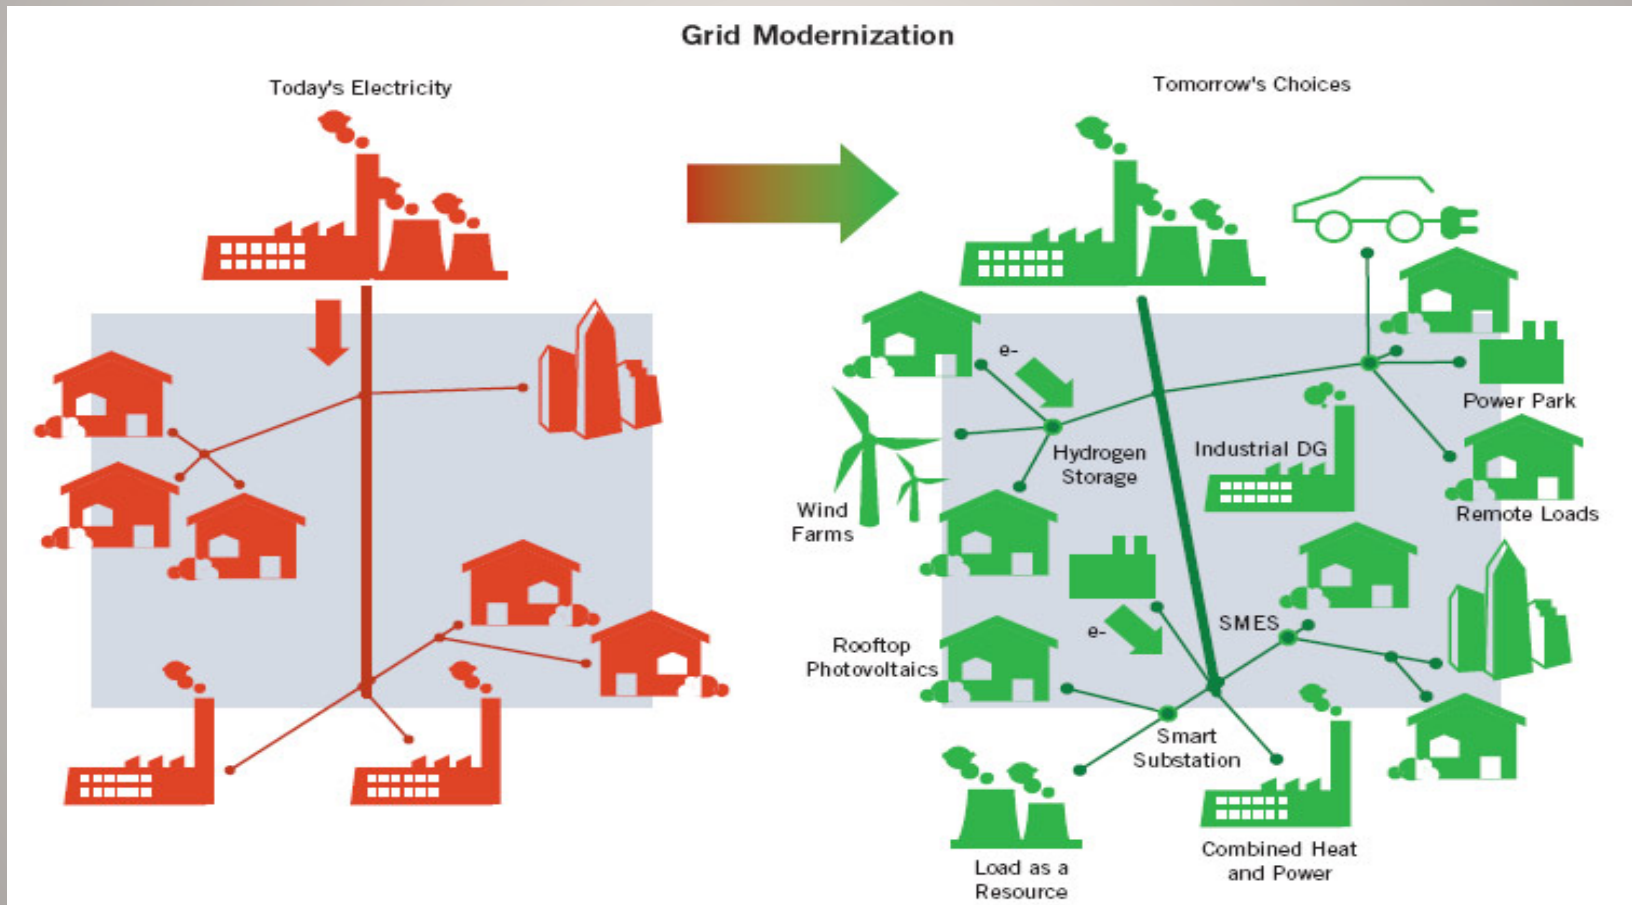 Grid Modernization
Today's Electricity
Tomorrow's Choices
e-
Power Park
Hydrogen
Storage
Industrial DG
Wind
Farms
Remote Loads
e-
SMES
Rooftop
Photovoltaics
Smart
Substation
Load as a
Resource
Combined Heat
and Power